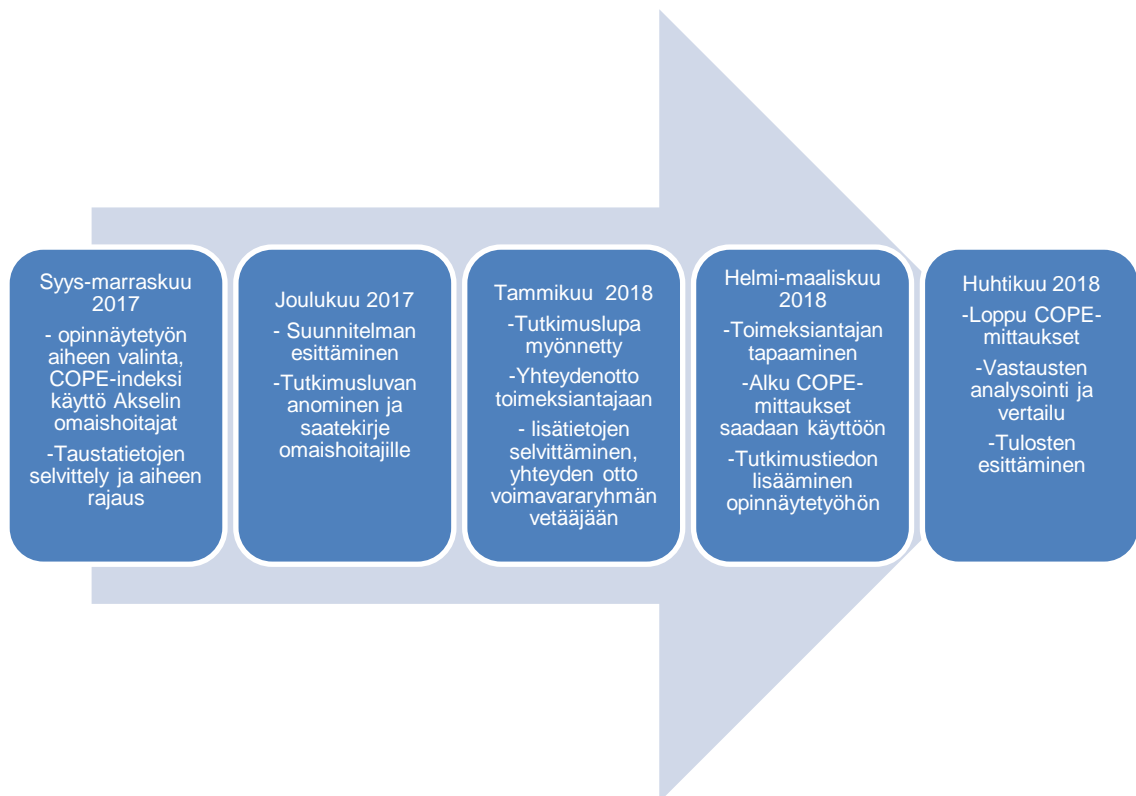 Syys-marraskuu
2017
- opinnäytetyön
aiheen valinta,
COPE-indeksi
käyttö Akselin
omaishoitajat
-Taustatietojen
selvittely ja aiheen
rajaus
Joulukuu 2017
- Suunnitelman
esittäminen
-Tutkimusluvan
anominen ja
saatekirje
omaishoitajille
Tammikuu 2018
-Tutkimuslupa
myönnetty
-Yhteydenotto
toimeksiantajaan
- lisätietojen
selvittäminen,
yhteyden otto
voimavararyhmän
vetääjään
Helmi-maaliskuu
2018
-Toimeksiantajan
tapaaminen
-Alku COPE-
mittaukset
saadaan käyttöön
-Tutkimustiedon
lisääminen
opinnäytetyöhön
Huhtikuu 2018
-Loppu COPE-
mittaukset
-Vastausten
analysointi ja
vertailu
-Tulosten
esittäminen